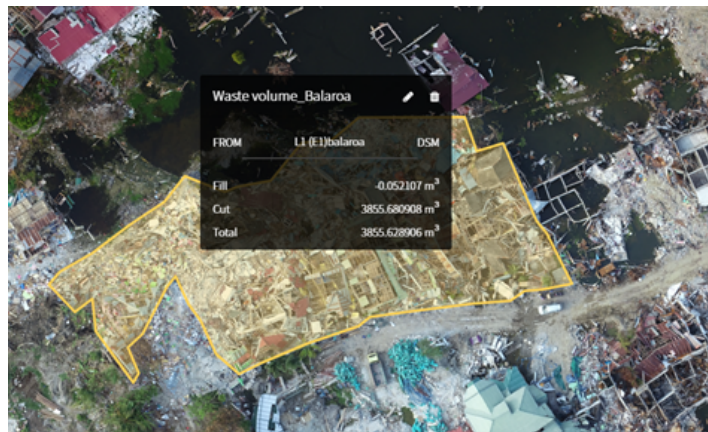 Waste volume_Balaroa
FROM L1 (E1)balaroa DSM
Fill -0.052107 m³
Cut 3855.680908 m³
Total 3855.628906 m³